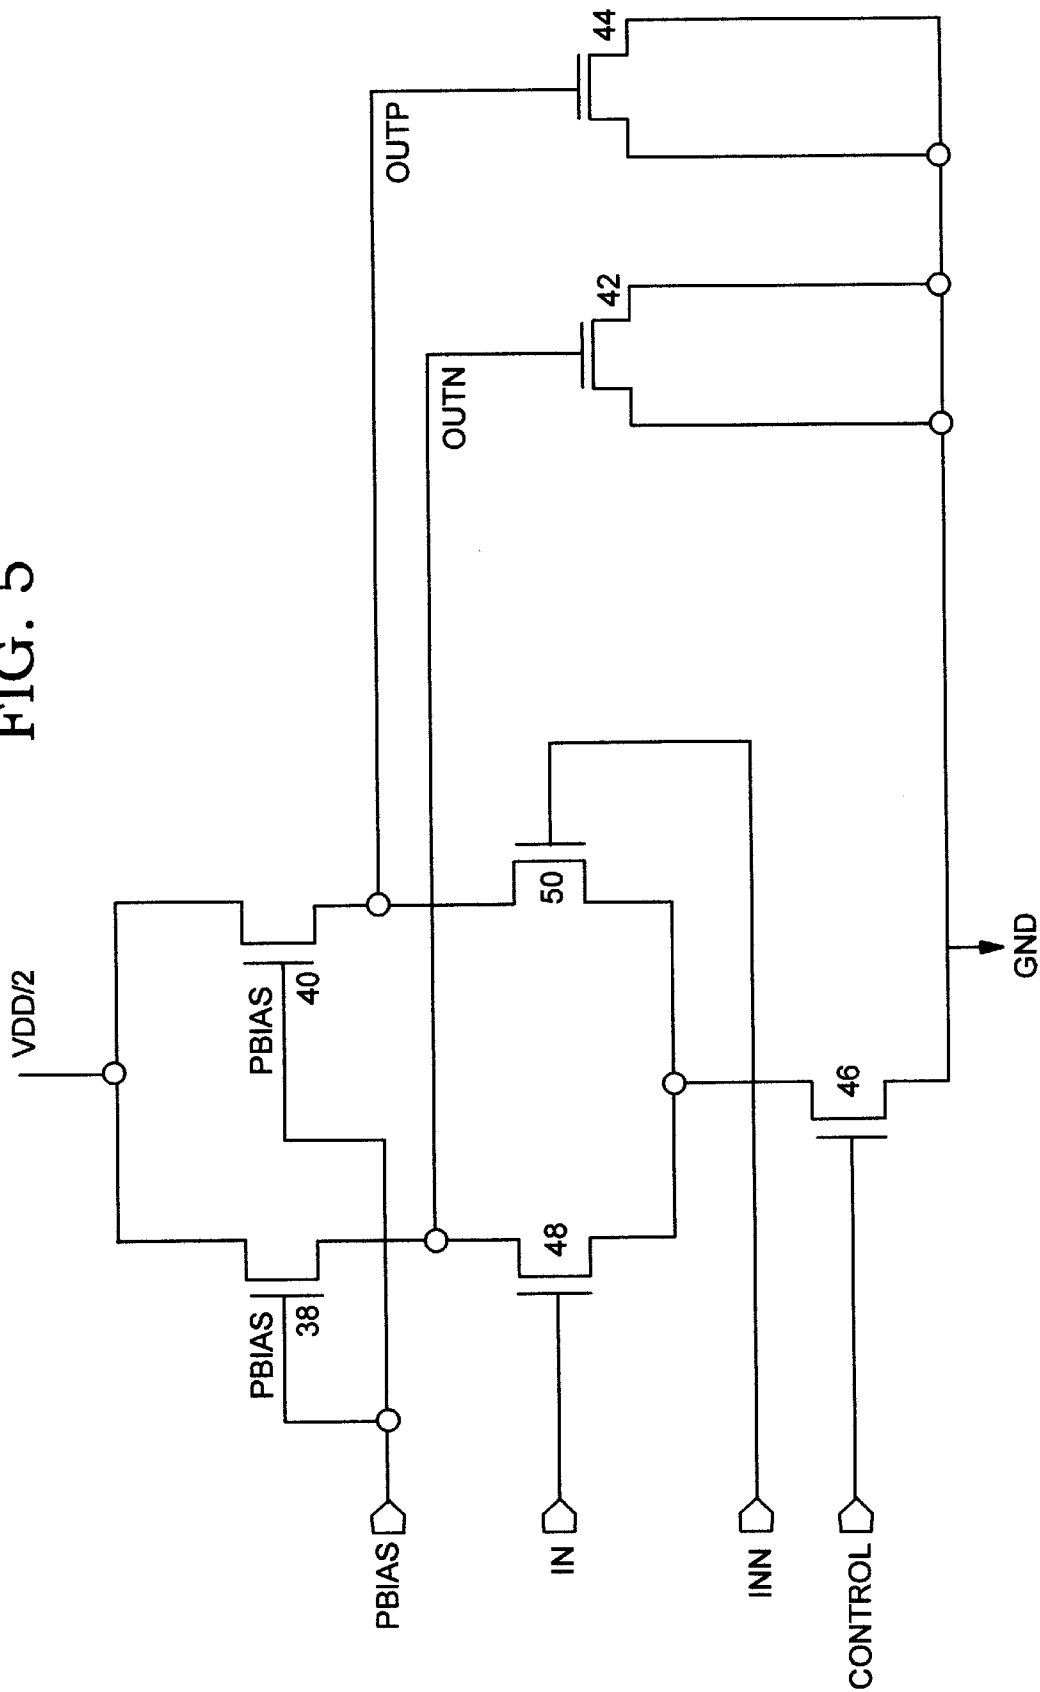 FIG. 5
VDD/2
PBIAS
38
PBIAS
40
PBIAS
OUTP
OUTN
IN
48
50
42
44
INN
CONTROL
46
GND